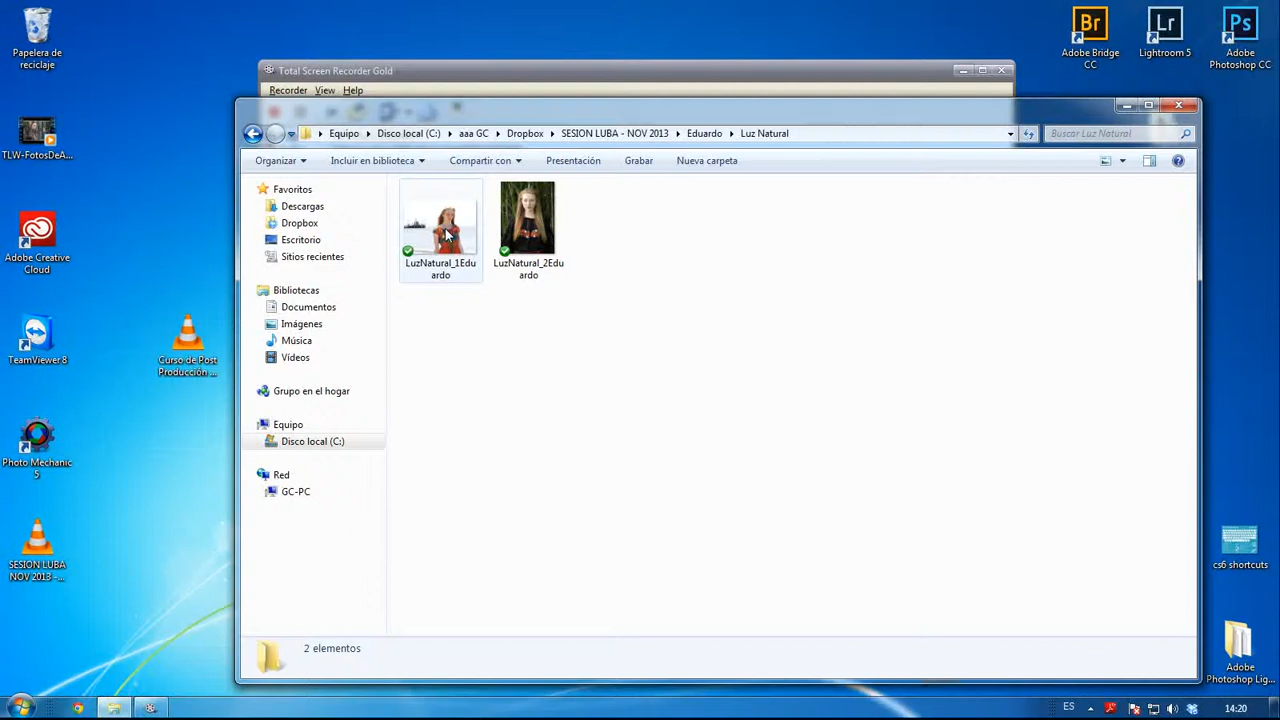 Papelera de
reciclaje
TLW-FotosDeA...
Adobe Creative
Cloud
TeamViewer 8
Curso de Post
Producción ...
Photo Mechanic
5
SESION LUBA
NOV 2013 -...
Br
Adobe Bridge
CC
Lr
Lightroom 5
Ps
Adobe
Photoshop CC
cs6 shortcuts
Adobe
Photoshop Lig...
Total Screen Recorder Gold
Recorder View Help
Equipo Disco local (C:) aaa GC Dropbox SESION LUBA - NOV 2013 Eduardo Luz Natural
Buscar Luz Natural
Organizar Incluir en biblioteca Compartir con Presentación Grabar Nueva carpeta
Favoritos
Descargas
Dropbox
Escritorio
Sitios recientes
Bibliotecas
Documentos
Imágenes
Música
Vídeos
Grupo en el hogar
Equipo
Disco local (C:)
Red
GC-PC
LuzNatural_1Edu
ardo
LuzNatural_2Edu
ardo
2 elementos
ES
14:20